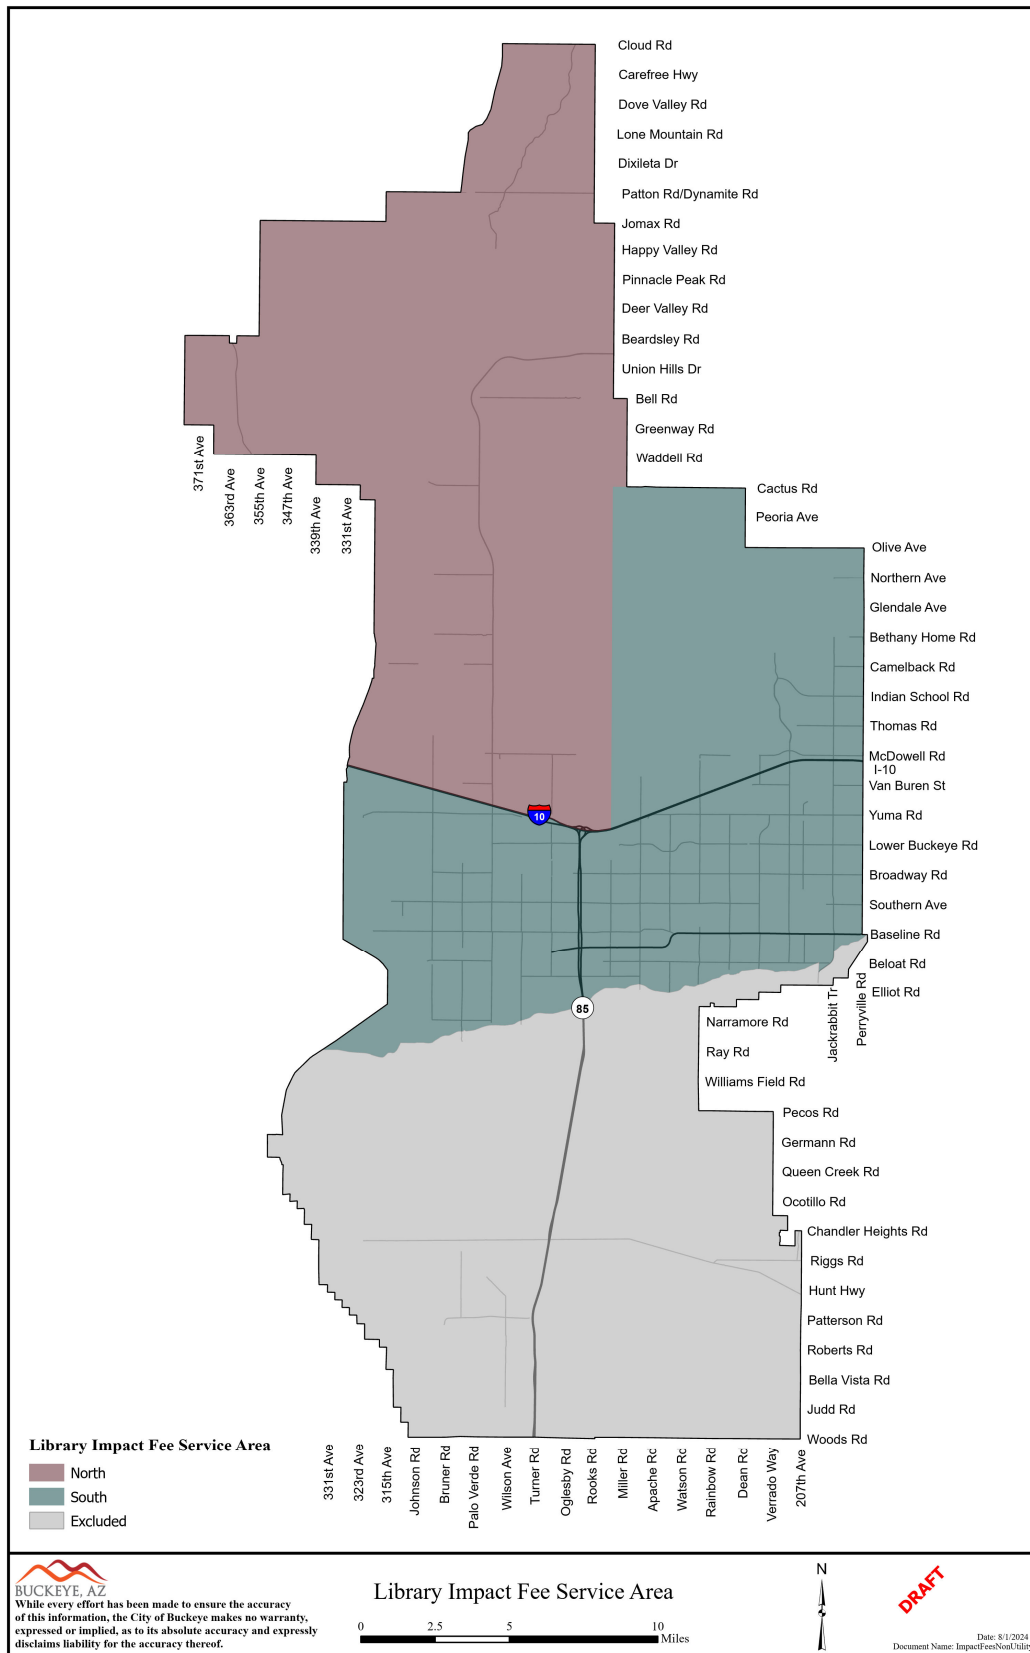 Cloud Rd
Carefree Hwy
Dove Valley Rd
Lone Mountain Rd
Dixileta Dr
Patton Rd/Dynamite Rd
Jomax Rd
Happy Valley Rd
Pinnacle Peak Rd
Deer Valley Rd
Beardsley Rd
Union Hills Dr
Bell Rd
Greenway Rd
Waddell Rd
371st Ave
363rd Ave
355th Ave
347th Ave
339th Ave
331st Ave
Cactus Rd
Peoria Ave
Olive Ave
Northern Ave
Glendale Ave
Bethany Home Rd
Camelback Rd
Indian School Rd
Thomas Rd
McDowell Rd
I-10
Van Buren St
10
Yuma Rd
Lower Buckeye Rd
Broadway Rd
Southern Ave
Baseline Rd
Beloat Rd
Elliot Rd
Jackrabbit Tr
Perryville Rd
85
Narramore Rd
Ray Rd
Williams Field Rd
Pecos Rd
Germann Rd
Queen Creek Rd
Ocotillo Rd
Chandler Heights Rd
Riggs Rd
Hunt Hwy
Patterson Rd
Roberts Rd
Bella Vista Rd
Judd Rd
Woods Rd
Library Impact Fee Service Area
North
South
Excluded
331st Ave
323rd Ave
315th Ave
Johnson Rd
Bruner Rd
Palo Verde Rd
Wilson Ave
Turner Rd
Oglesby Rd
Rooks Rd
Miller Rd
Apache Rc
Watson Rc
Rainbow Rd
Dean Rc
Verrado Way
207th Ave
BUCKEYE, AZ
While every effort has been made to ensure the accuracy
of this information, the City of Buckeye makes no warranty,
expressed or implied, as to its absolute accuracy and expressly
disclaims liability for the accuracy thereof.
Library Impact Fee Service Area
0 2.5 5 10
Miles
N
DRAFT
Date: 8/1/2024
Document Name: ImpactFeesNonUtility